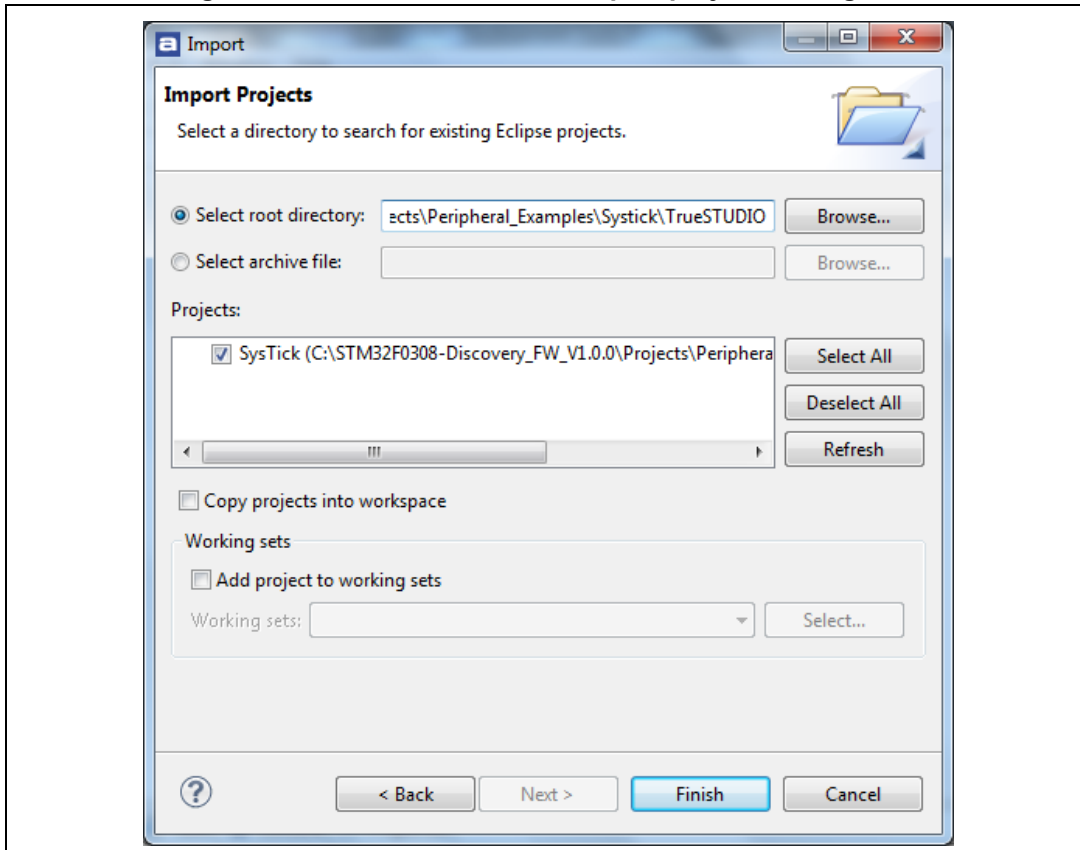 Import
Import Projects
Select a directory to search for existing Eclipse projects.
Select root directory: ects\Peripheral_Examples\Systick\TrueSTUDIO Browse...
Select archive file: Browse...
Projects:
SysTick (C:\STM32F0308-Discovery_FW_V1.0.0\Projects\Periphera Select All
Deselect All
Refresh
Copy projects into workspace
Working sets
Add project to working sets
Working sets: Select...
? < Back Next > Finish Cancel